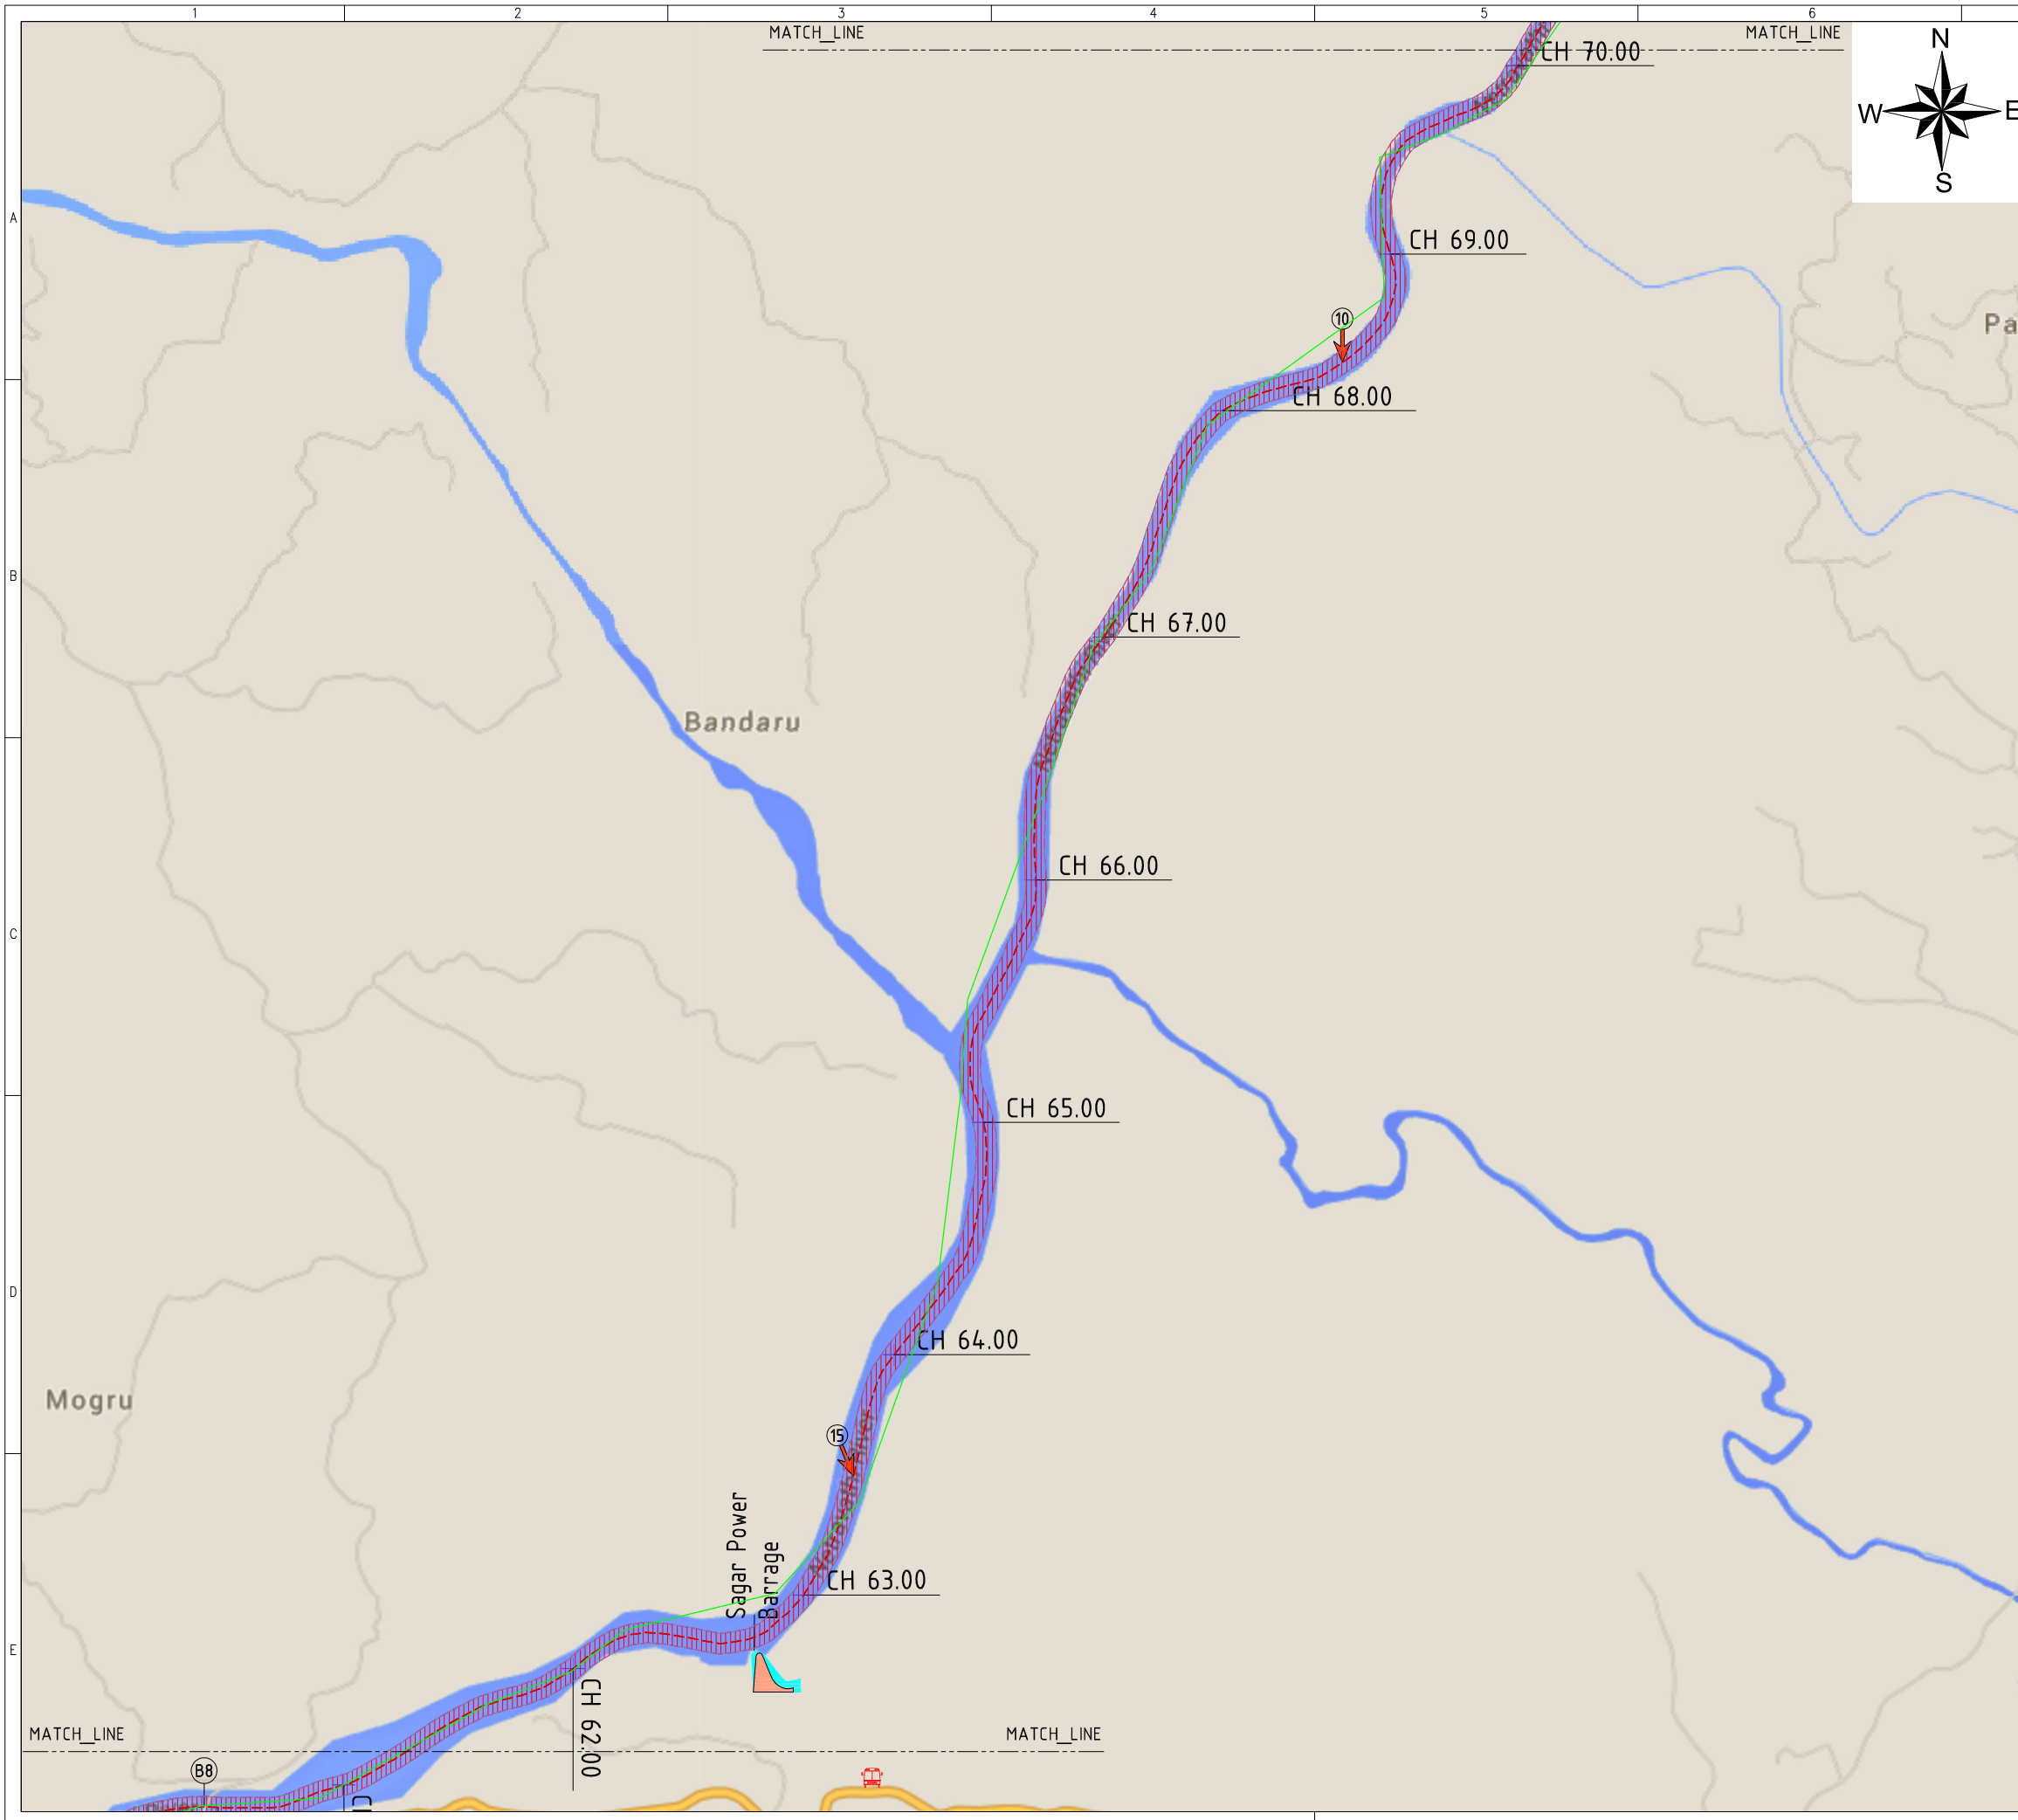 1 2 3 4 5 6
MATCH_LINE MATCH_LINE
N
CH 70.00
W E
S
A
CH 69.00
10
Pa
CH 68.00
B
CH 67.00
Bandaru
CH 66.00
C
CH 65.00
D
CH 64.00
Mogru
15
Sagar Power
Barrage
CH 63.00
E
CH 62.00
MATCH_LINE MATCH_LINE
B8